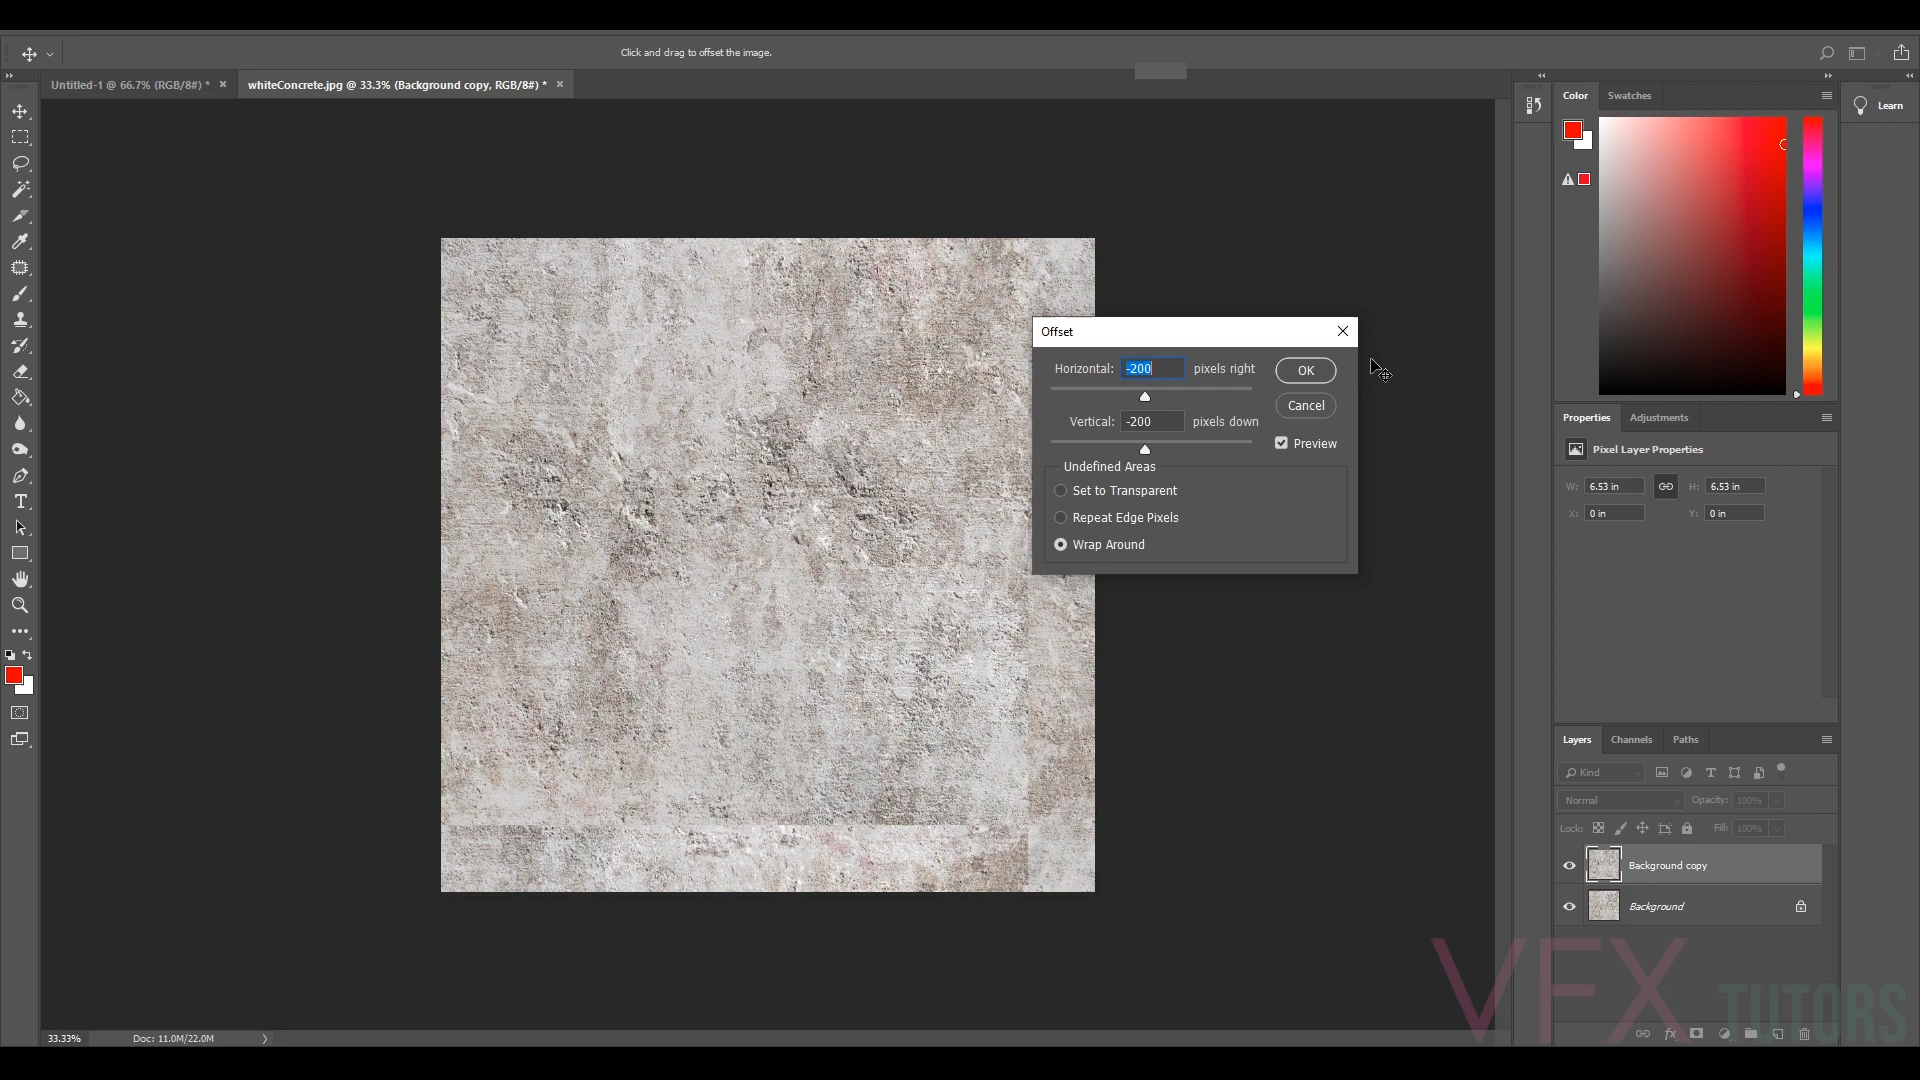 Click and drag to offset the image.
Untitled-1 @ 66.7% (RGB/8#) *
whiteConcrete.jpg @ 33.3% (Background copy, RGB/8#) *
Color
Swatches
Learn
Offset
Horizontal: -200 pixels right
OK
Vertical: -200 pixels down
Cancel
Preview
Undefined Areas
Set to Transparent
Repeat Edge Pixels
Wrap Around
Properties
Adjustments
Pixel Layer Properties
W: 6.53 in
H: 6.53 in
X: 0 in
Y: 0 in
Layers
Channels
Paths
Kind
Normal
Opacity: 100%
Lock:
Fill: 100%
Background copy
Background
VFX TUTORS
fx
33.33%
Doc: 11.0M/22.0M